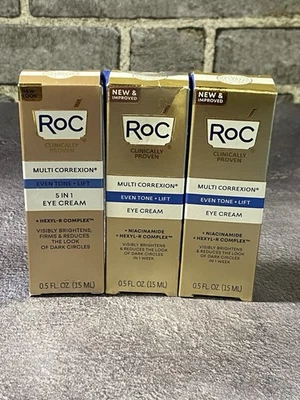 NEW
LOOK
RoC
CLINICALLY
PROVEN
MULTI CORREXION®
EVEN TONE + LIFT
5 IN 1
EYE CREAM
+ HEXYL-R COMPLEX™
VISIBLY BRIGHTENS,
FIRMS & REDUCES
THE LOOK
OF DARK CIRCLES
0.5 FL. OZ. (15 ML)
NEW &
IMPROVED
RoC
CLINICALLY
PROVEN
MULTI CORREXION®
EVEN TONE + LIFT
EYE CREAM
+ NIACINAMIDE
+ HEXYL-R COMPLEX™
VISIBLY BRIGHTENS
& REDUCES THE LOOK
OF DARK CIRCLES
IN 1 WEEK
0.5 FL. OZ. (15 ML)
NEW &
IMPROVED
RoC
CLINICALLY
PROVEN
MULTI CORREXION®
EVEN TONE + LIFT
EYE CREAM
+ NIACINAMIDE
+ HEXYL-R COMPLEX™
VISIBLY BRIGHTENS
& REDUCES THE LOOK
OF DARK CIRCLES
IN 1 WEEK
0.5 FL. OZ. (15 ML)